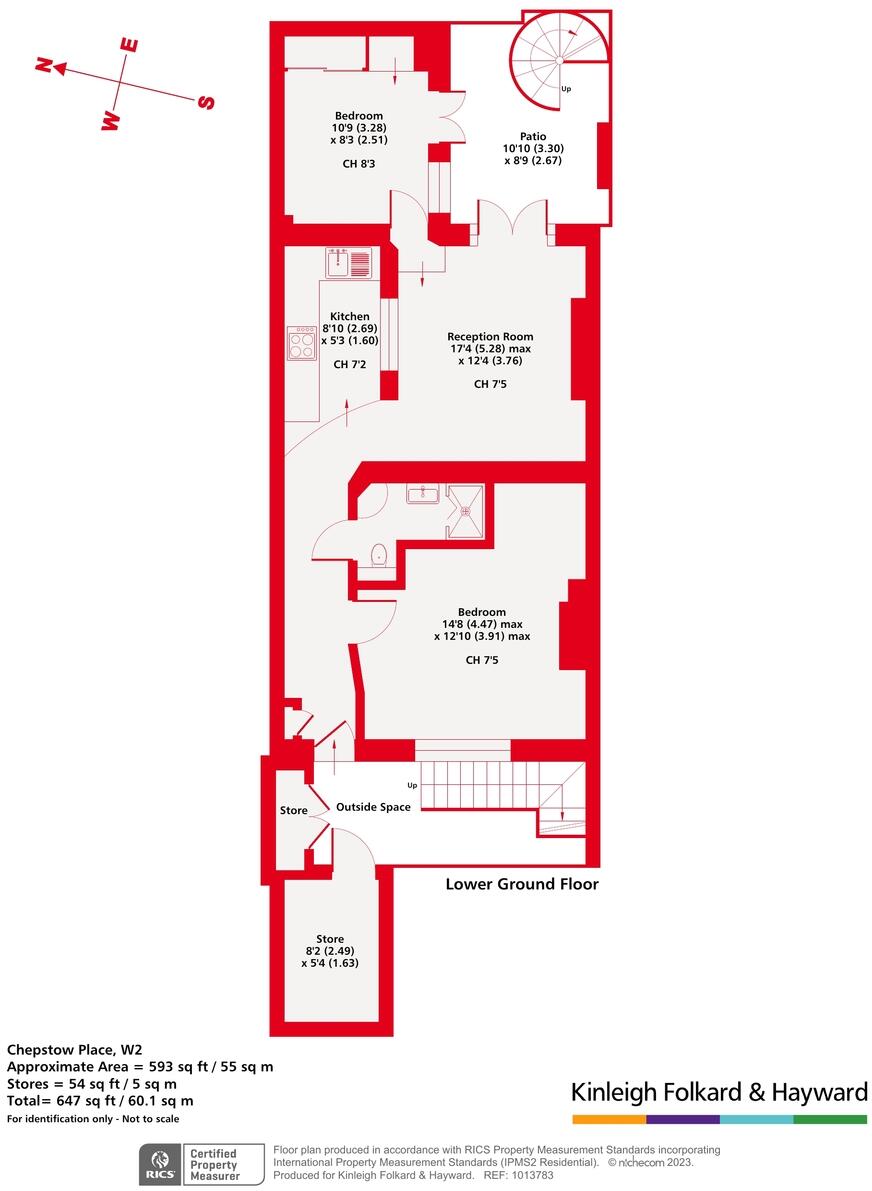 N
E
S
W
Up
Bedroom
10'9 (3.28)
x 8'3 (2.51)
CH 8'3
Patio
10'10 (3.30)
x 8'9 (2.67)
Kitchen
8'10 (2.69)
x 5'3 (1.60)
CH 7'2
Reception Room
17'4 (5.28) max
x 12'4 (3.76)
CH 7'5
Bedroom
14'8 (4.47) max
x 12'10 (3.91) max
CH 7'5
Up
Store
Outside Space
Lower Ground Floor
Store
8'2 (2.49)
x 5'4 (1.63)
Chepstow Place, W2
Approximate Area = 593 sq ft / 55 sq m
Stores = 54 sq ft / 5 sq m
Total= 647 sq ft / 60.1 sq m
For identification only - Not to scale
Kinleigh Folkard & Hayward
RICS
Certified
Property
Measurer
Floor plan produced in accordance with RICS Property Measurement Standards incorporating
International Property Measurement Standards (IPMS2 Residential). © nichecom 2023.
Produced for Kinleigh Folkard & Hayward. REF: 1013783